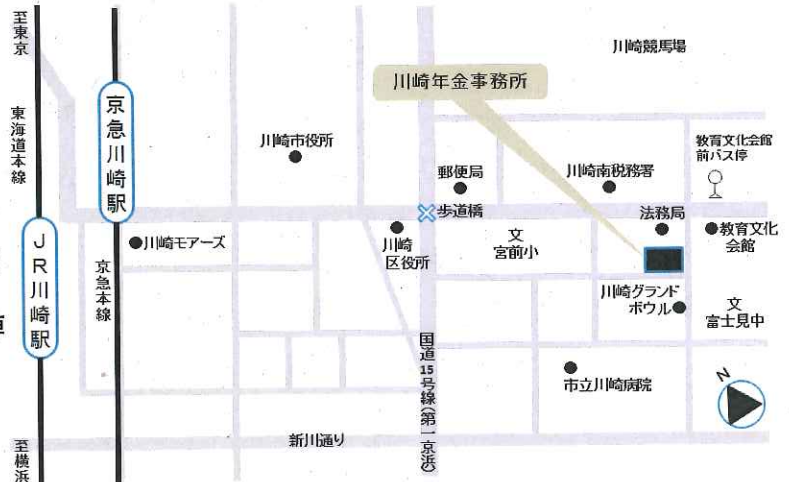 至東京
東海道本線
京急川崎駅
JR川崎駅
京急本線
至横浜
川崎競馬場
川崎年金事務所
川崎市役所
郵便局
川崎南税務署
教育文化会館
前バス停
歩道橋
法務局
川崎モアーズ
川崎
区役所
文
宮前小
教育文化
会館
川崎グランド
ボウル
文
富士見中
国道15号線(第一京浜)
市立川崎病院
新川通り
N